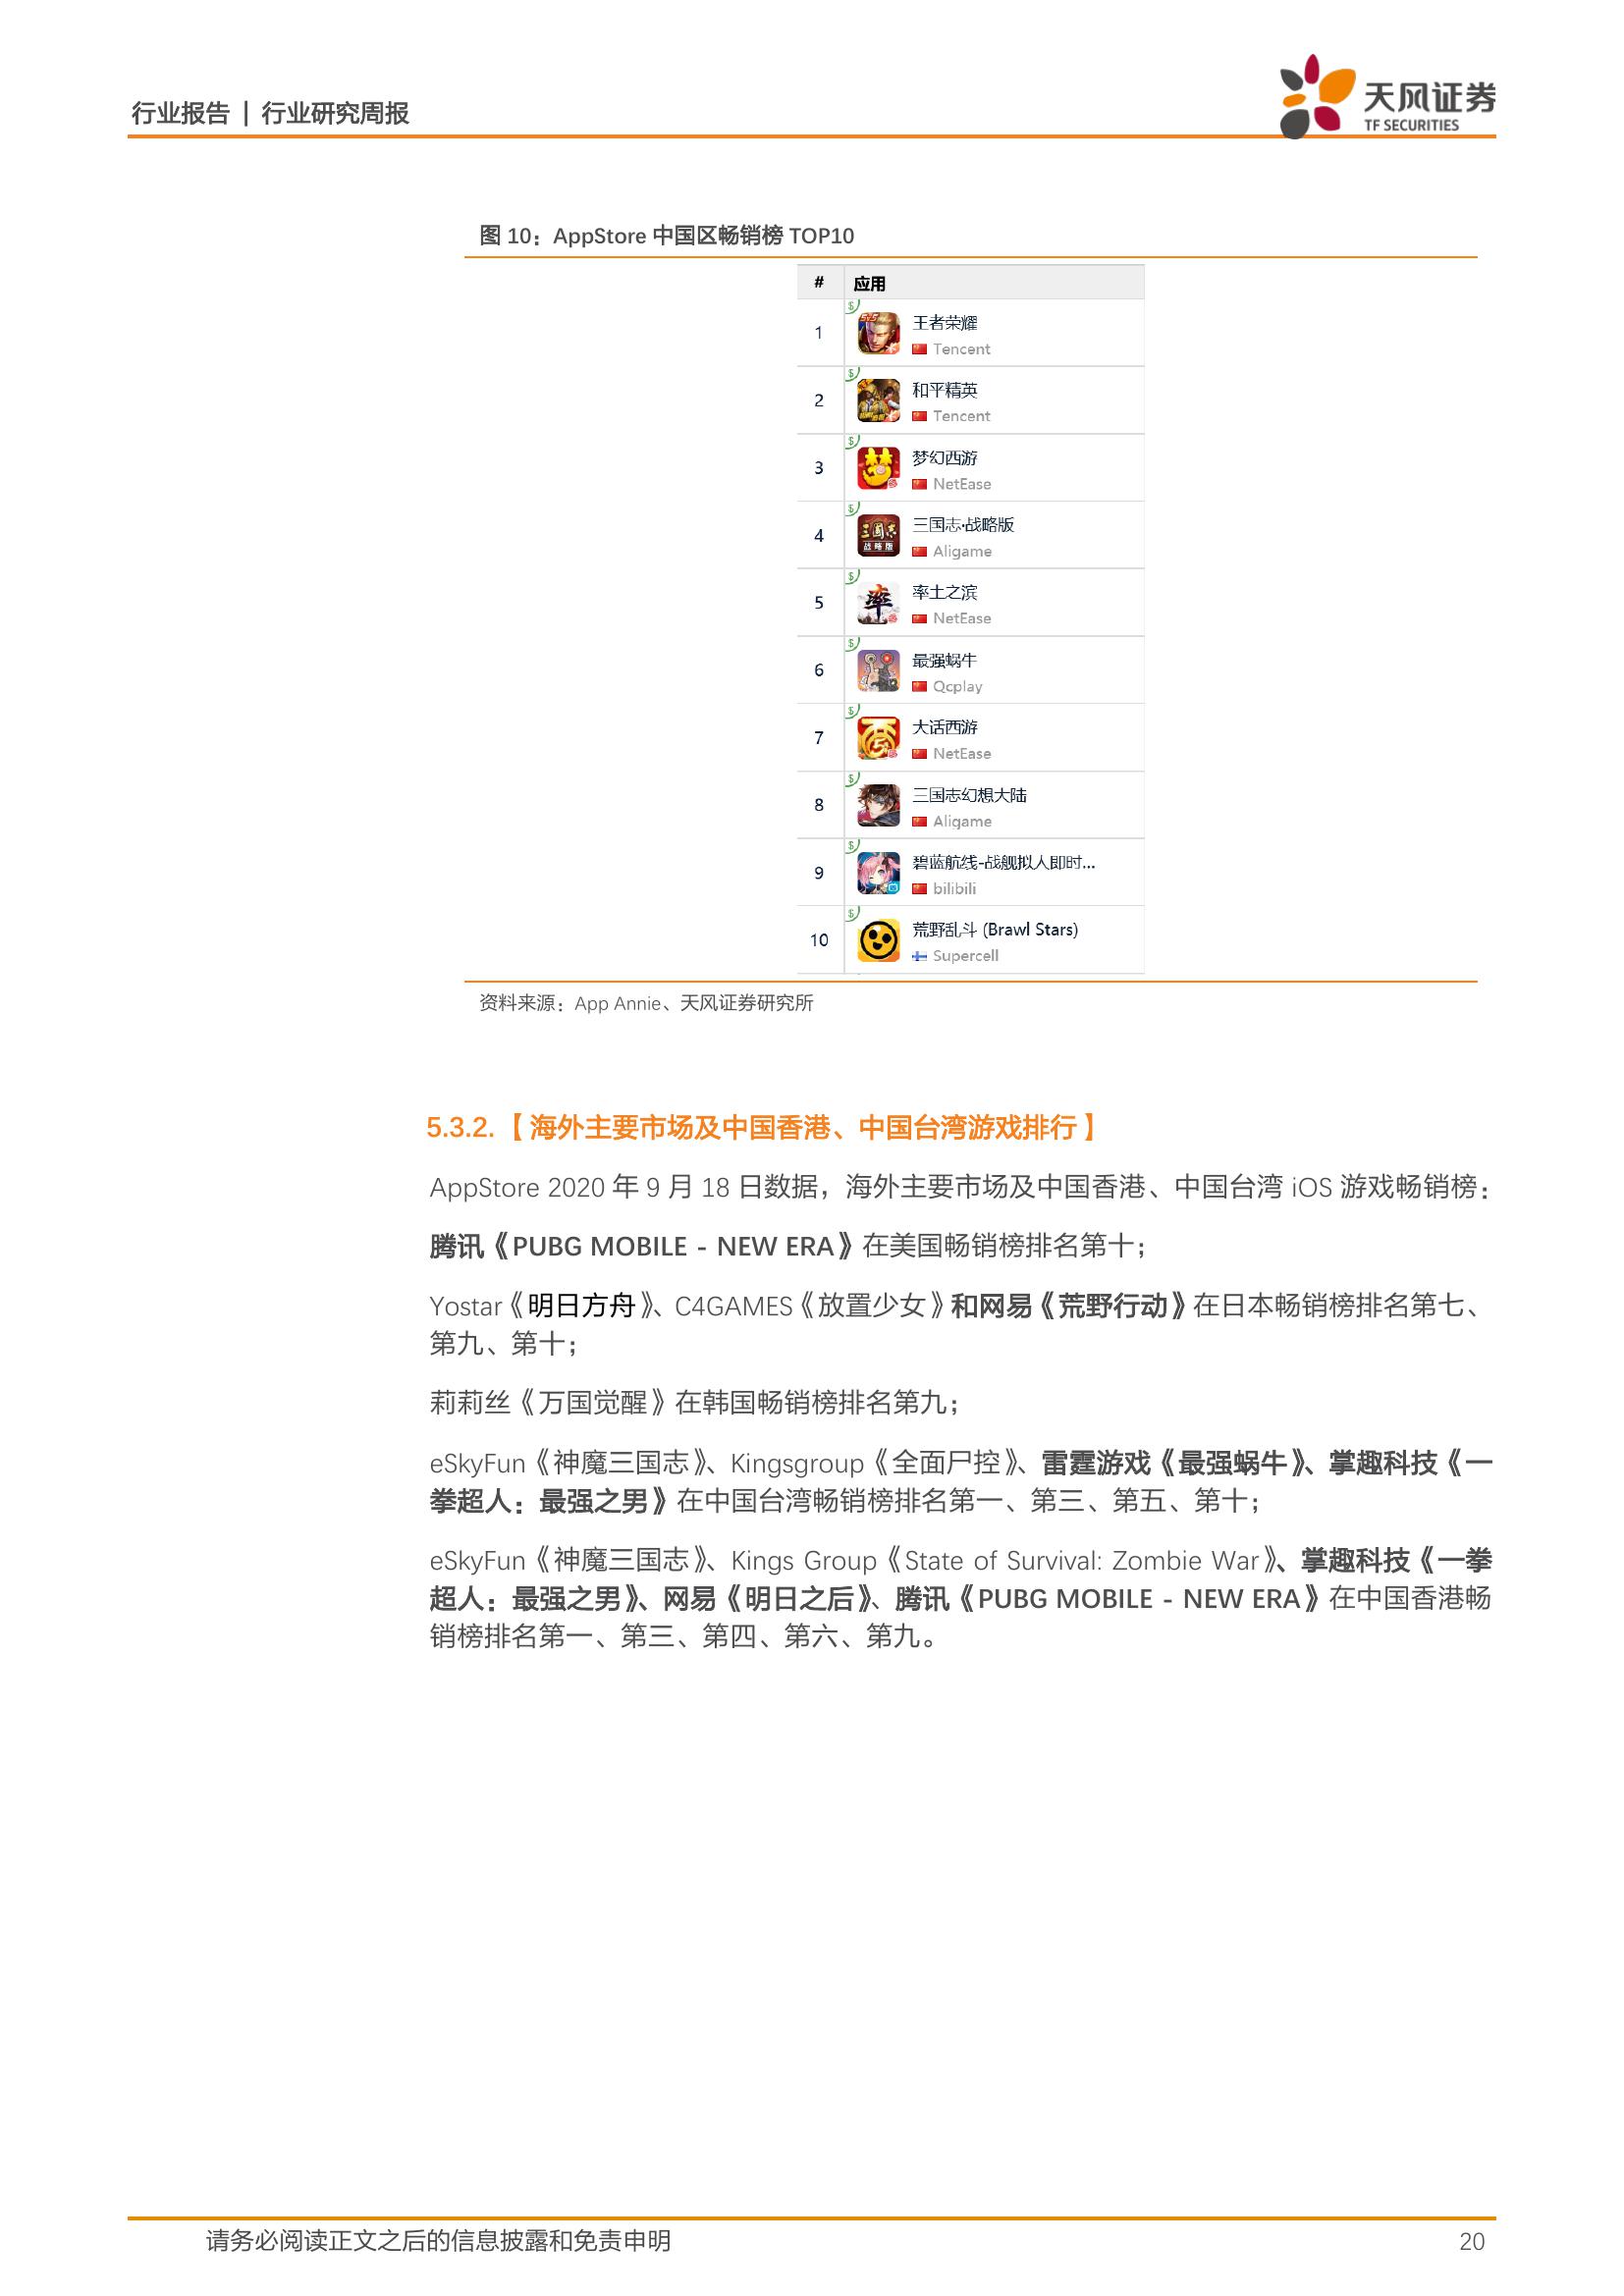 行业报告 | 行业研究周报
天风证券
TF SECURITIES
图 10：AppStore 中国区畅销榜 TOP10
# 应用
1 王者荣耀
Tencent
2 和平精英
Tencent
3 梦幻西游
NetEase
4 三国志·战略版
Aligame
5 率土之滨
NetEase
6 最强蜗牛
Qcplay
7 大话西游
NetEase
8 三国志幻想大陆
Aligame
9 碧蓝航线-战舰拟人即时...
bilibili
10 荒野乱斗 (Brawl Stars)
Supercell
资料来源：App Annie、天风证券研究所
5.3.2.【海外主要市场及中国香港、中国台湾游戏排行】
AppStore 2020 年 9 月 18 日数据，海外主要市场及中国香港、中国台湾 iOS 游戏畅销榜：
腾讯《PUBG MOBILE - NEW ERA》在美国畅销榜排名第十；
Yostar《明日方舟》、C4GAMES《放置少女》和网易《荒野行动》在日本畅销榜排名第七、
第九、第十；
莉莉丝《万国觉醒》在韩国畅销榜排名第九；
eSkyFun《神魔三国志》、Kingsgroup《全面尸控》、雷霆游戏《最强蜗牛》、掌趣科技《一
拳超人：最强之男》在中国台湾畅销榜排名第一、第三、第五、第十；
eSkyFun《神魔三国志》、Kings Group《State of Survival: Zombie War》、掌趣科技《一拳
超人：最强之男》、网易《明日之后》、腾讯《PUBG MOBILE - NEW ERA》在中国香港畅
销榜排名第一、第三、第四、第六、第九。
请务必阅读正文之后的信息披露和免责申明 20